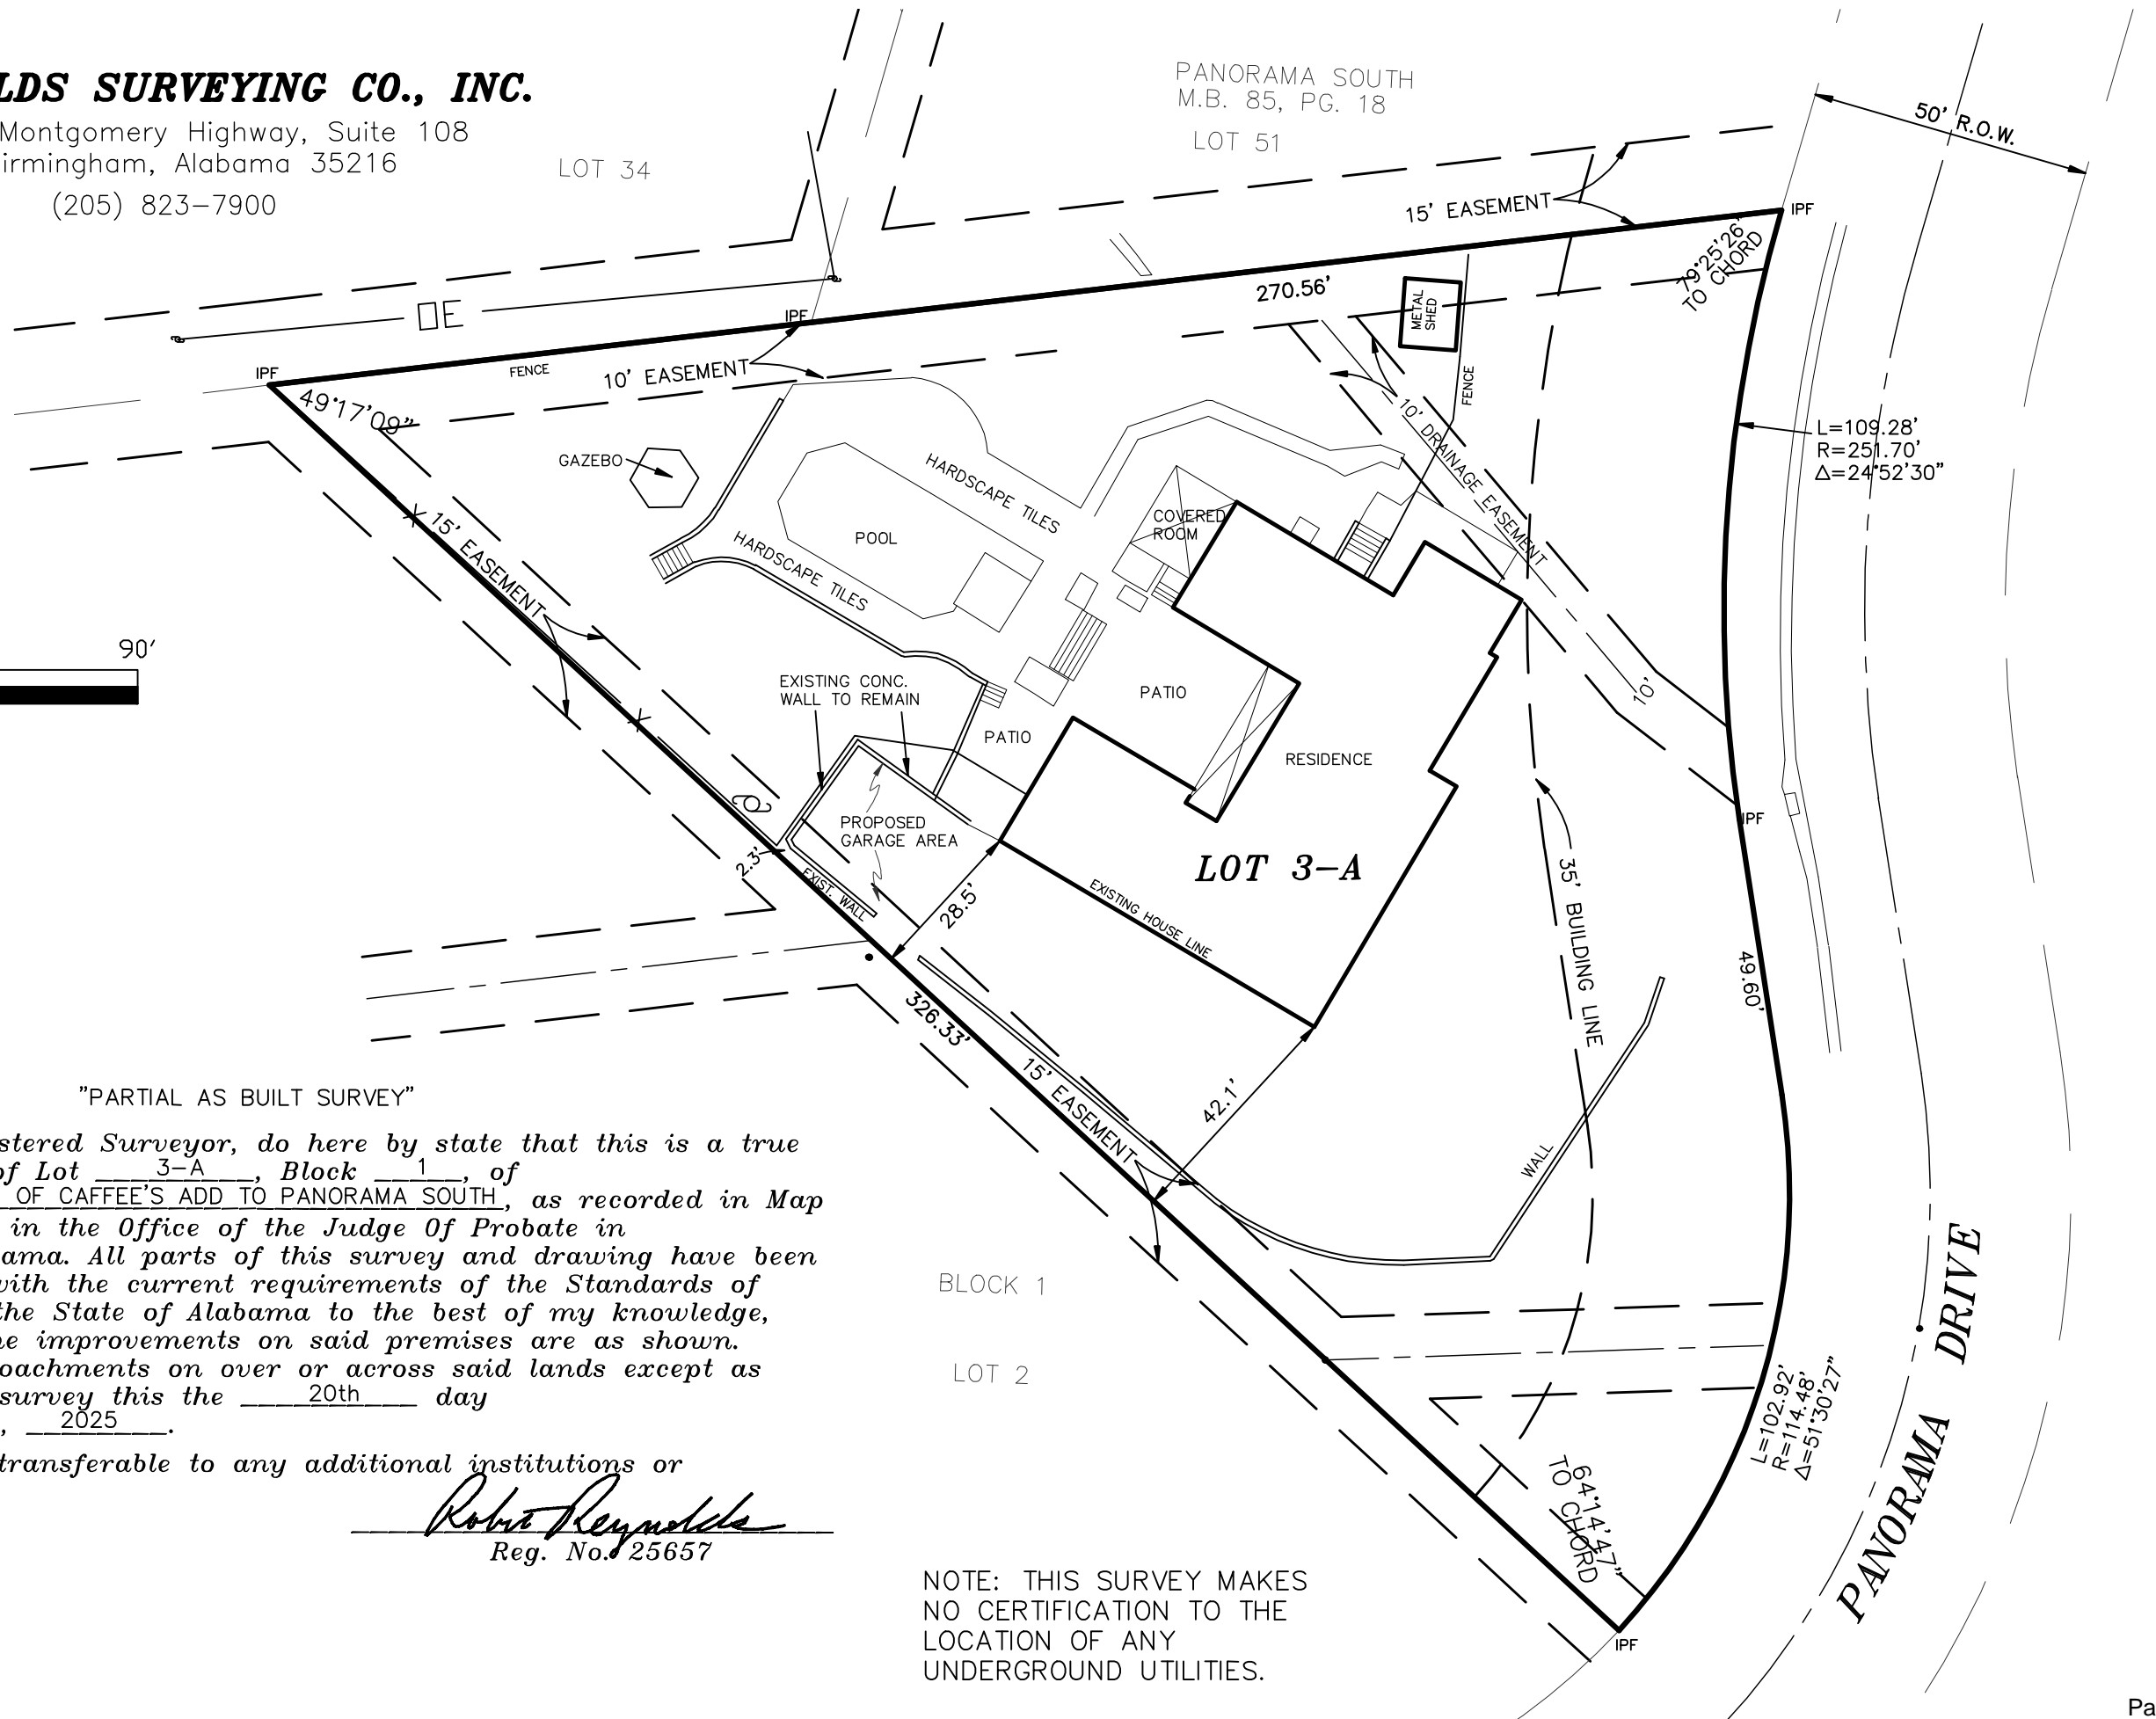 LDS SURVEYING CO., INC.
Montgomery Highway, Suite 108
irmingham, Alabama 35216
(205) 823-7900
LOT 34
PANORAMA SOUTH
M.B. 85, PG. 18
LOT 51
50' R.O.W.
15' EASEMENT
IPF
79°25'26"
TO CHORD
270.56'
METAL
SHED
OE
IPF
IPF
FENCE
10' EASEMENT
49°17'09"
FENCE
10' DRAINAGE EASEMENT
L=109.28'
R=251.70'
Δ=24°52'30"
GAZEBO
HARDSCAPE TILES
COVERED
ROOM
POOL
HARDSCAPE TILES
15' EASEMENT
90'
EXISTING CONC.
WALL TO REMAIN
PATIO
PATIO
10'
RESIDENCE
PROPOSED
GARAGE AREA
IPF
2.3'
EXIST. WALL
LOT 3-A
28.5'
EXISTING HOUSE LINE
35' BUILDING LINE
49.60'
326.33'
15' EASEMENT
42.1'
WALL
"PARTIAL AS BUILT SURVEY"
stered Surveyor, do here by state that this is a true
of Lot 3-A, Block 1, of
OF CAFFEE'S ADD TO PANORAMA SOUTH, as recorded in Map
in the Office of the Judge Of Probate in
ama. All parts of this survey and drawing have been
with the current requirements of the Standards of
the State of Alabama to the best of my knowledge,
e improvements on said premises are as shown.
oachments on over or across said lands except as
survey this the 20th day
, 2025.
transferable to any additional institutions or
Robert Reynolds
Reg. No. 25657
BLOCK 1
LOT 2
L=102.92'
R=114.48'
Δ=51°30'27"
64°14'47"
TO CHORD
PANORAMA DRIVE
IPF
NOTE: THIS SURVEY MAKES
NO CERTIFICATION TO THE
LOCATION OF ANY
UNDERGROUND UTILITIES.
Pa